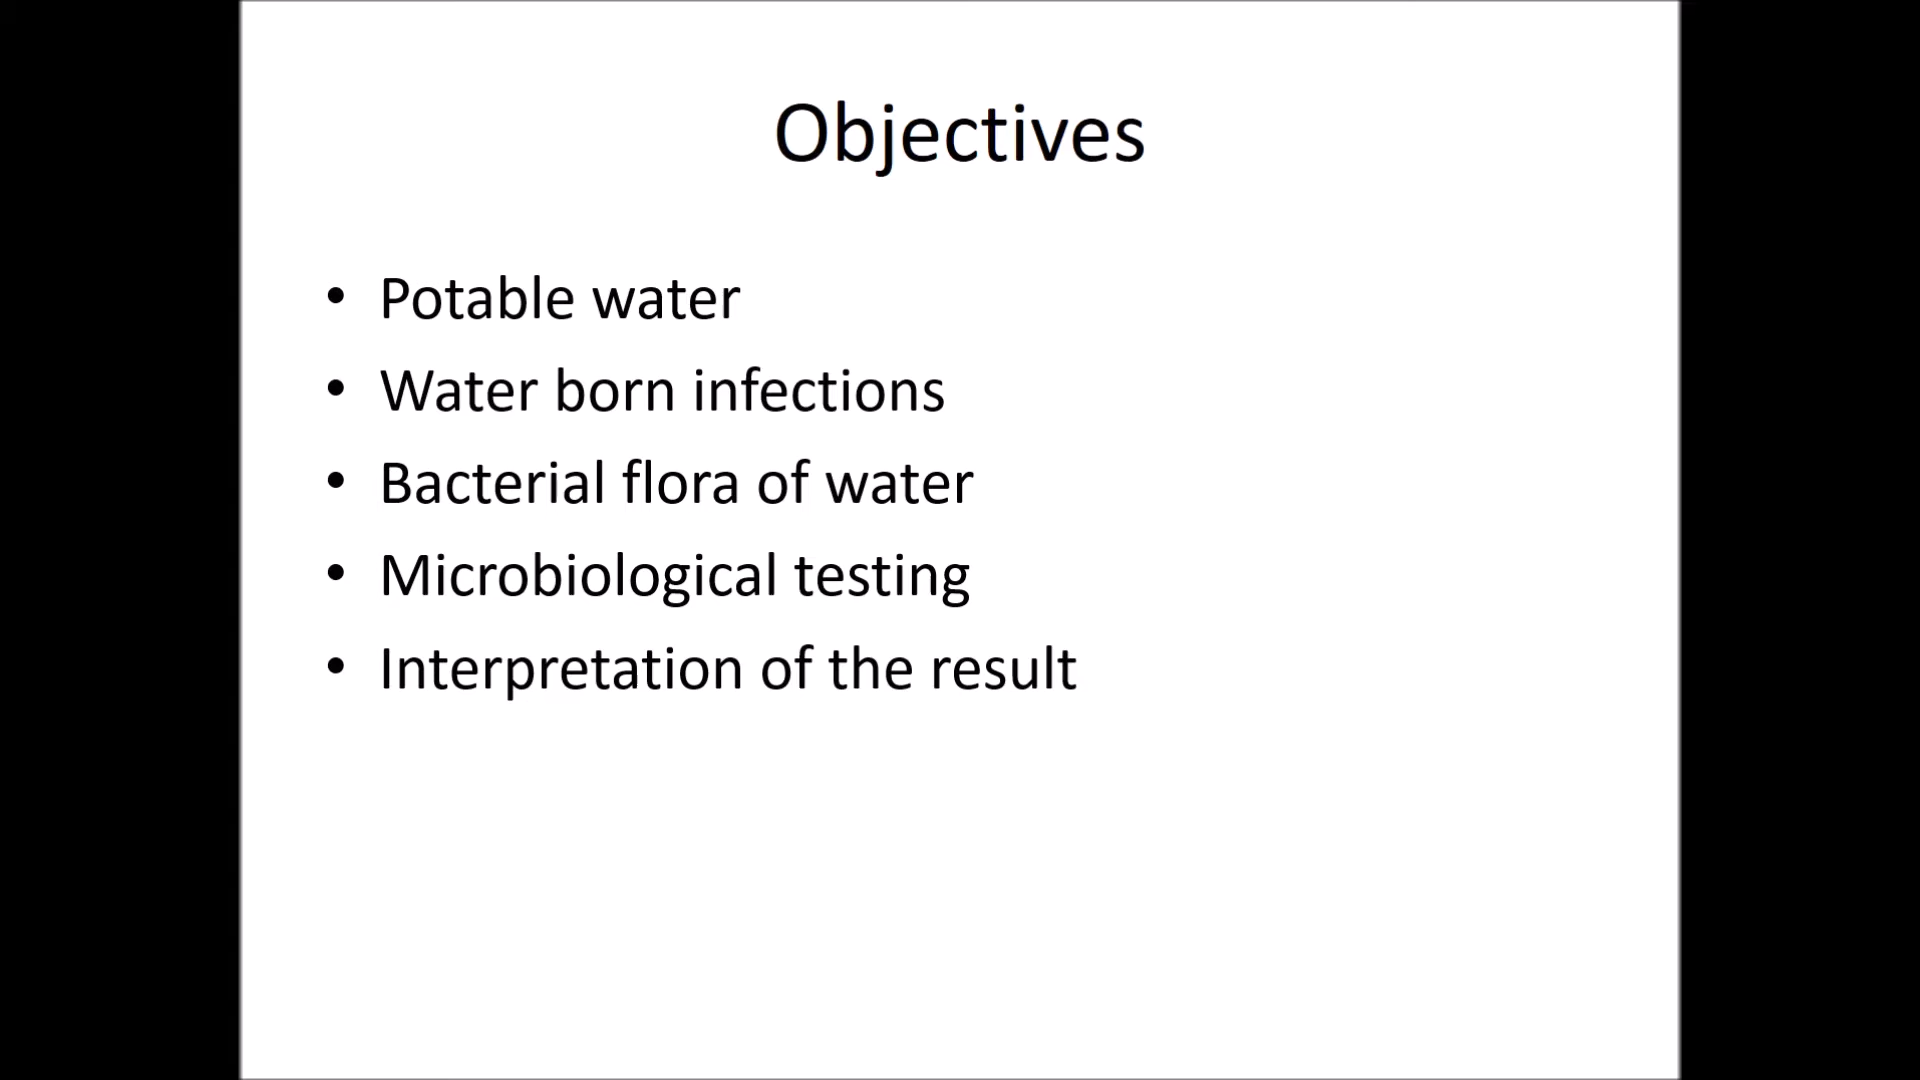 Objectives
• Potable water
• Water born infections
• Bacterial flora of water
• Microbiological testing
• Interpretation of the result